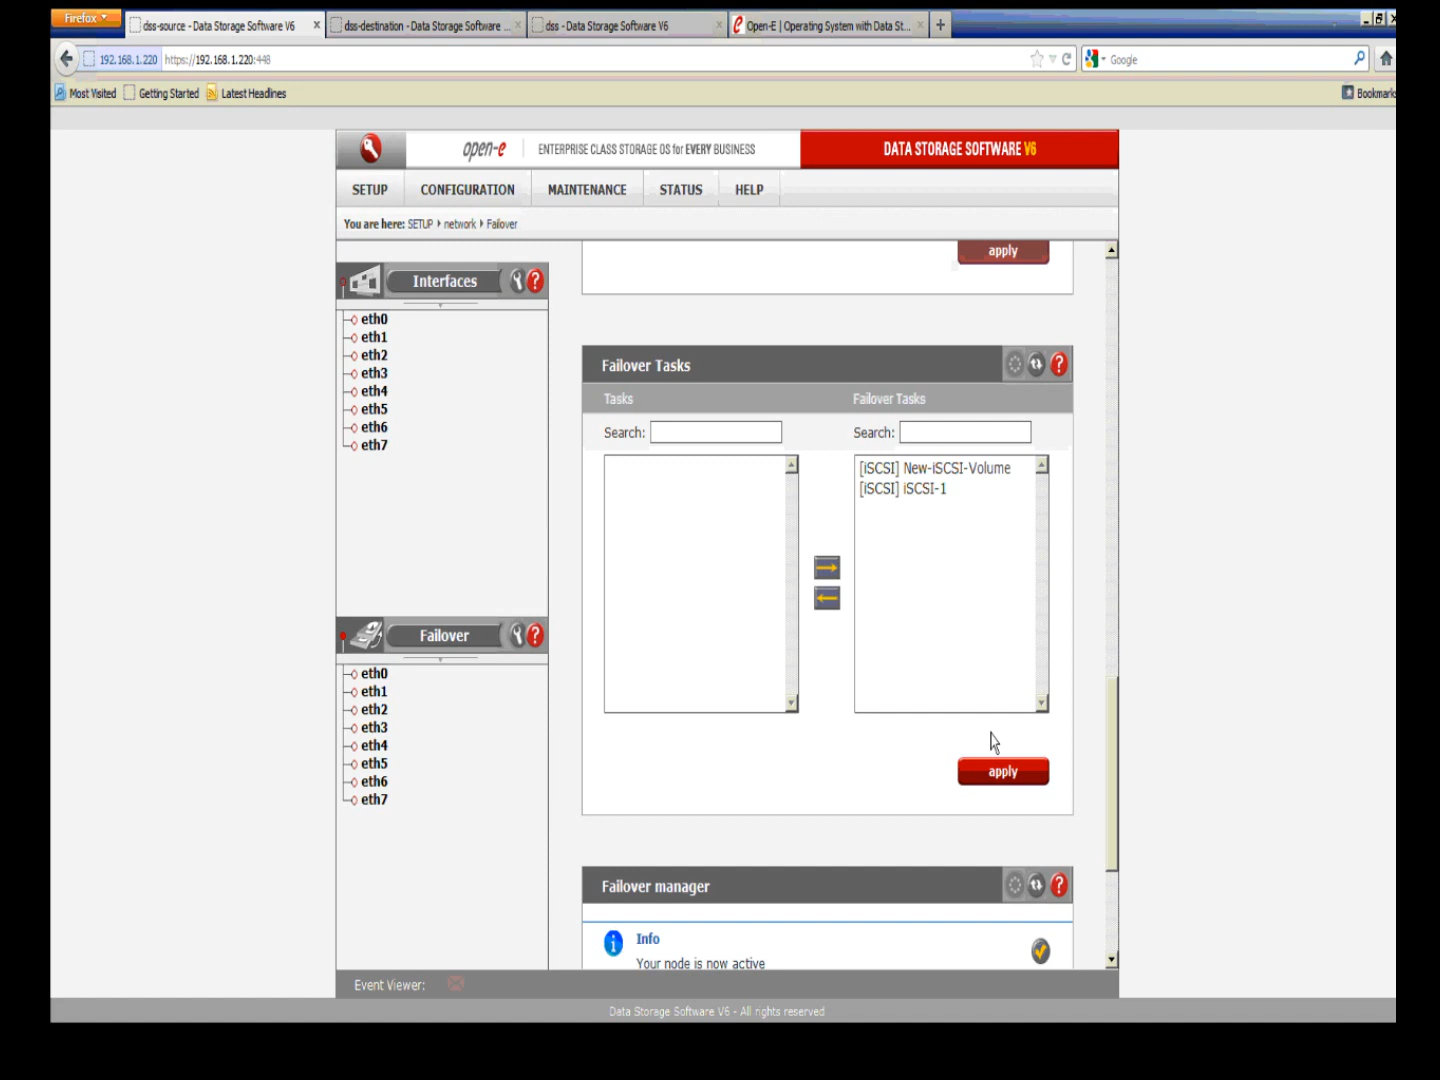 Firefox
dss-source - Data Storage Software V6
dss-destination - Data Storage Software ...
dss - Data Storage Software V6
Open-E | Operating System with Data St...
192.168.1.220 https://192.168.1.220:448
Google
Most Visited Getting Started Latest Headlines
Bookmark
open-e ENTERPRISE CLASS STORAGE OS for EVERY BUSINESS
DATA STORAGE SOFTWARE V6
SETUP CONFIGURATION MAINTENANCE STATUS HELP
You are here: SETUP network Failover
Interfaces
eth0
eth1
eth2
eth3
eth4
eth5
eth6
eth7
Failover
eth0
eth1
eth2
eth3
eth4
eth5
eth6
eth7
apply
Failover Tasks
Tasks Failover Tasks
Search: Search:
[iSCSI] New-iSCSI-Volume
[iSCSI] iSCSI-1
apply
Failover manager
Info
Your node is now active
Event Viewer:
Data Storage Software V6 - All rights reserved